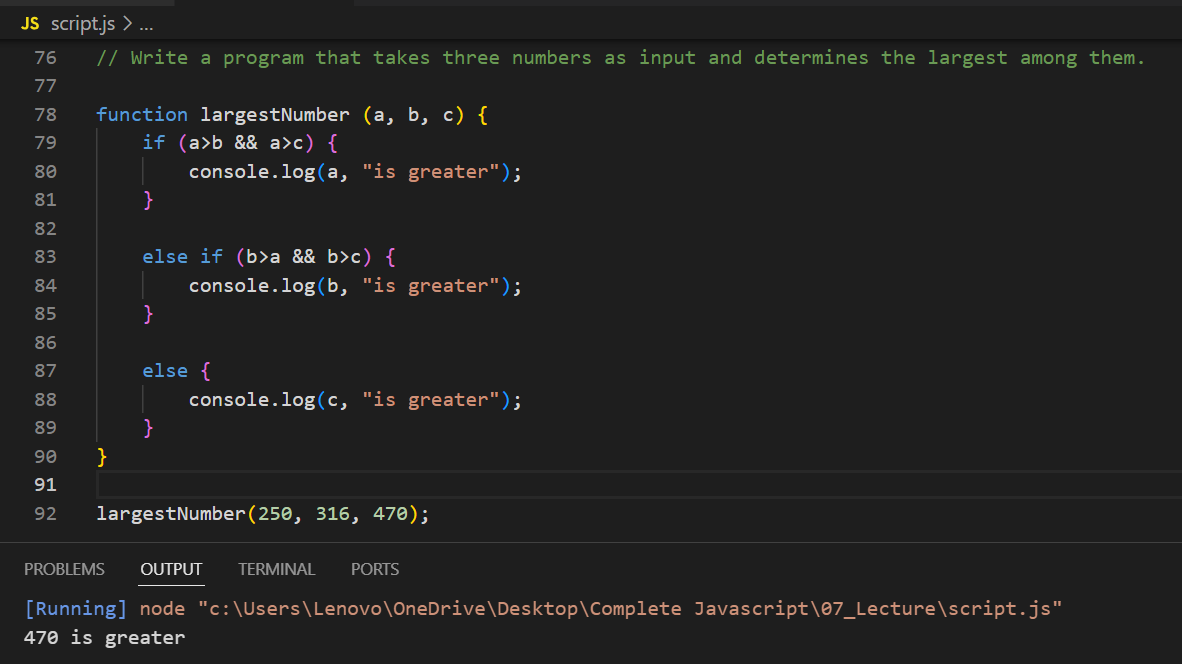 JS script.js > ...
76 // Write a program that takes three numbers as input and determines the largest among them.
77
78 function largestNumber (a, b, c) {
79     if (a>b && a>c) {
80         console.log(a, "is greater");
81     }
82
83     else if (b>a && b>c) {
84         console.log(b, "is greater");
85     }
86
87     else {
88         console.log(c, "is greater");
89     }
90 }
91
92 largestNumber(250, 316, 470);
PROBLEMS OUTPUT TERMINAL PORTS
[Running] node "c:\Users\Lenovo\OneDrive\Desktop\Complete Javascript\07_Lecture\script.js"
470 is greater